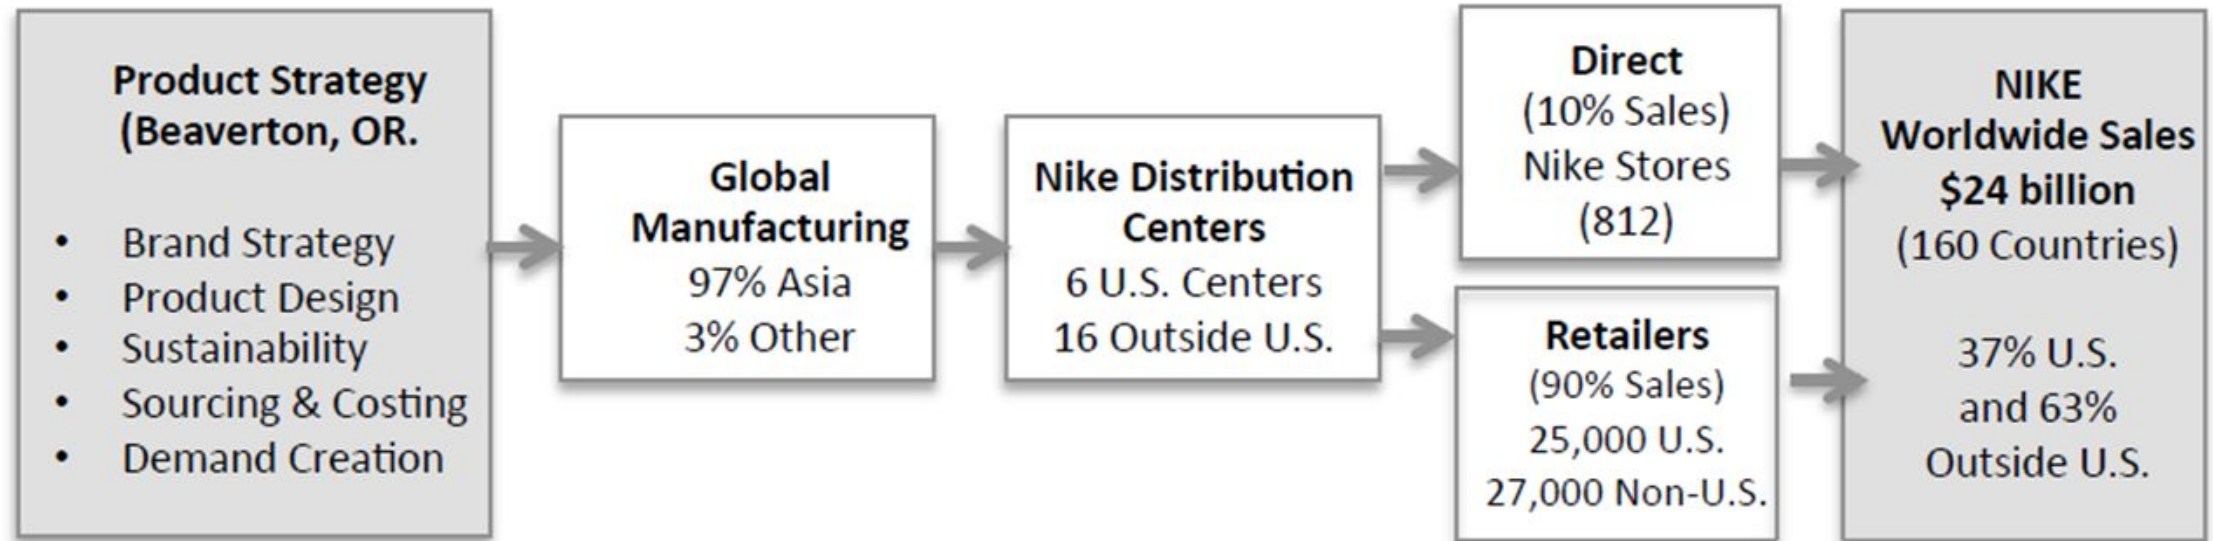 Product Strategy
(Beaverton, OR.
• Brand Strategy
• Product Design
• Sustainability
• Sourcing & Costing
• Demand Creation
Global
Manufacturing
97% Asia
3% Other
Nike Distribution
Centers
6 U.S. Centers
16 Outside U.S.
Direct
(10% Sales)
Nike Stores
(812)
Retailers
(90% Sales)
25,000 U.S.
27,000 Non-U.S.
NIKE
Worldwide Sales
$24 billion
(160 Countries)
37% U.S.
and 63%
Outside U.S.